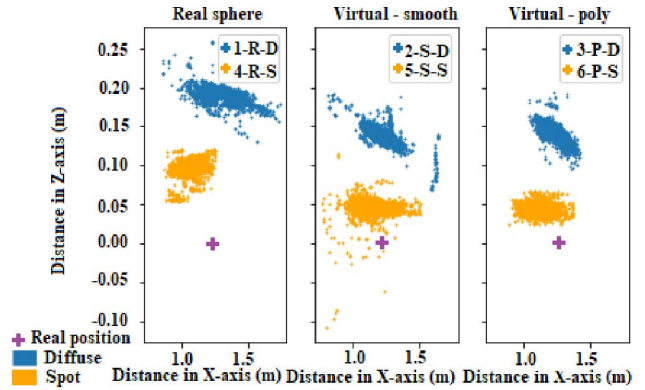 Real sphere
Virtual - smooth
Virtual - poly
1-R-D
4-R-S
2-S-D
5-S-S
3-P-D
6-P-S
Distance in Z-axis (m)
0.25
0.20
0.15
0.10
0.05
0.00
-0.05
-0.10
1.0 1.5
1.0 1.5
1.0 1.5
Distance in X-axis (m)
Distance in X-axis (m)
Distance in X-axis (m)
Real position
Diffuse
Spot